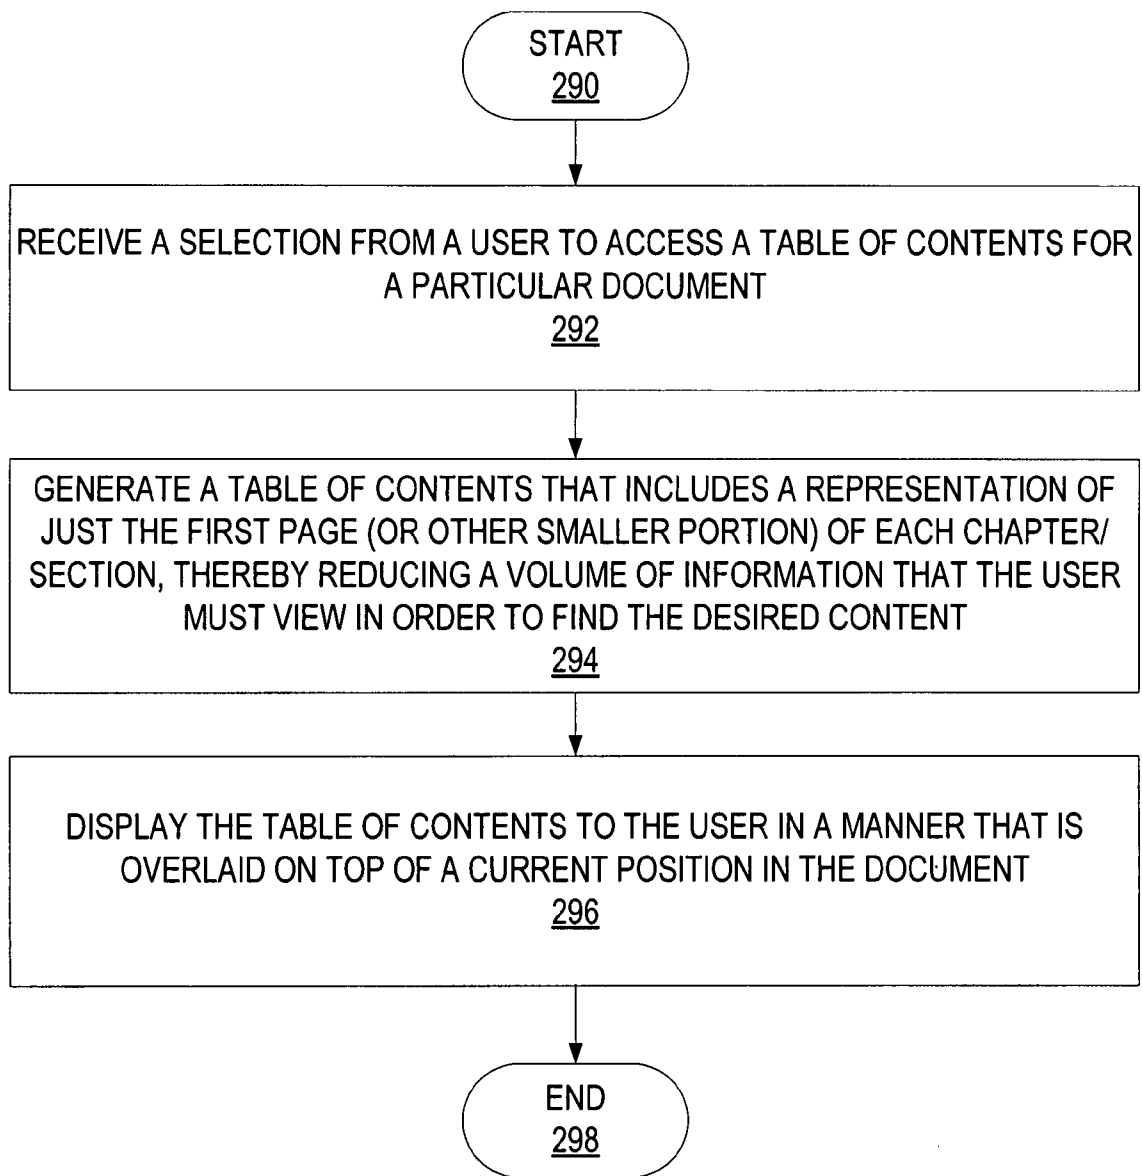 START
290
RECEIVE A SELECTION FROM A USER TO ACCESS A TABLE OF CONTENTS FOR
A PARTICULAR DOCUMENT
292
GENERATE A TABLE OF CONTENTS THAT INCLUDES A REPRESENTATION OF
JUST THE FIRST PAGE (OR OTHER SMALLER PORTION) OF EACH CHAPTER/
SECTION, THEREBY REDUCING A VOLUME OF INFORMATION THAT THE USER
MUST VIEW IN ORDER TO FIND THE DESIRED CONTENT
294
DISPLAY THE TABLE OF CONTENTS TO THE USER IN A MANNER THAT IS
OVERLAID ON TOP OF A CURRENT POSITION IN THE DOCUMENT
296
END
298